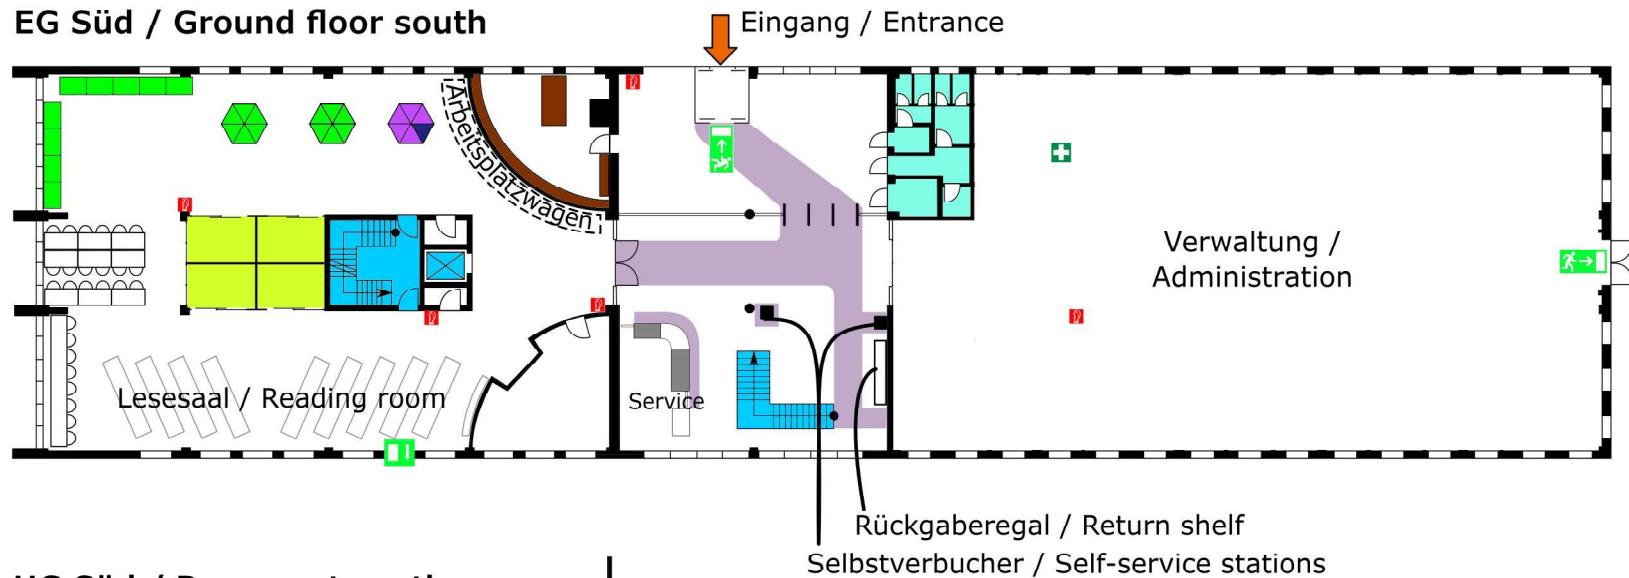 EG Süd / Ground floor south
Eingang / Entrance
Arbeitsplatzwagen
Verwaltung /
Administration
Lesesaal / Reading room
Service
Rückgaberegal / Return shelf
Selbstverbucher / Self-service stations